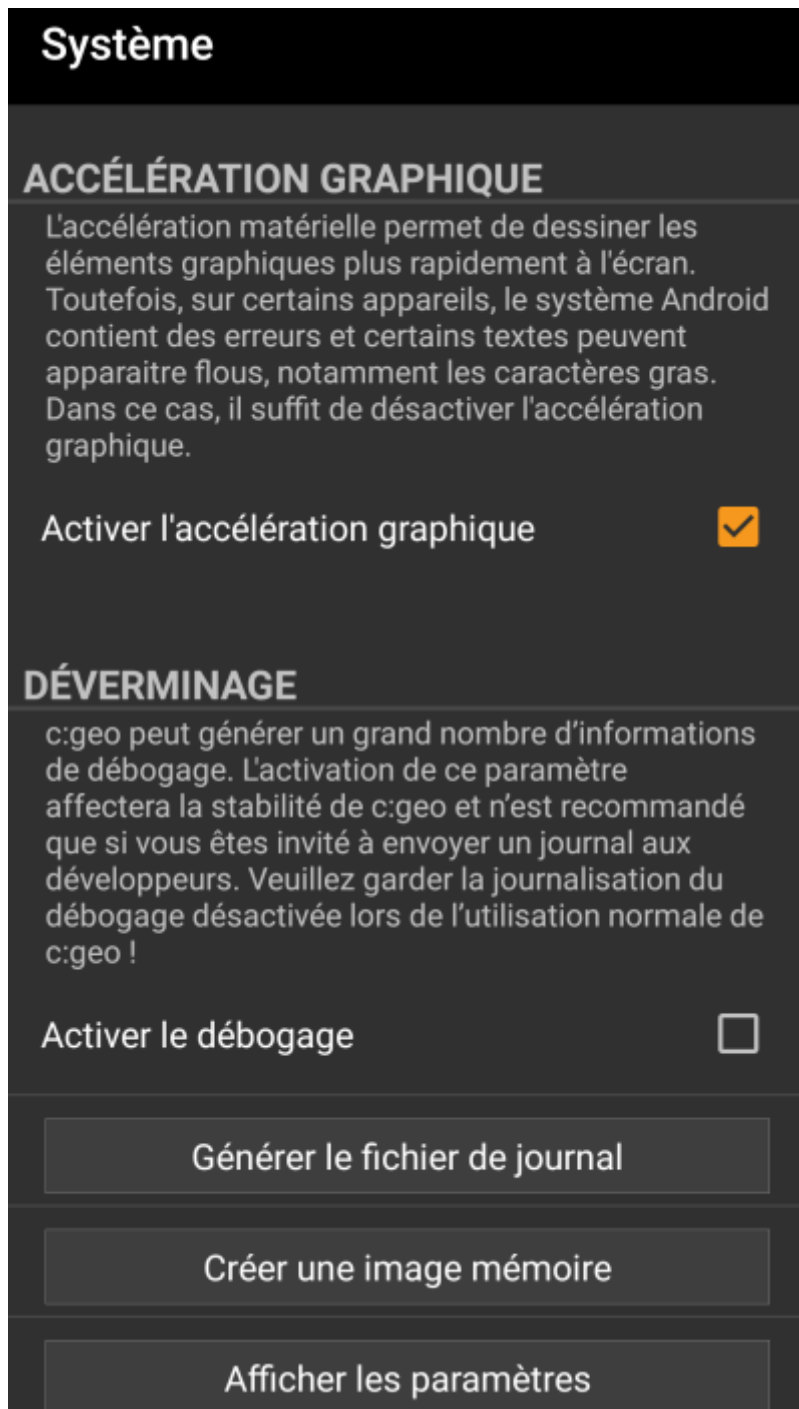 Système
ACCÉLÉRATION GRAPHIQUE
L'accélération matérielle permet de dessiner les
éléments graphiques plus rapidement à l'écran.
Toutefois, sur certains appareils, le système Android
contient des erreurs et certains textes peuvent
apparaitre flous, notamment les caractères gras.
Dans ce cas, il suffit de désactiver l'accélération
graphique.
Activer l'accélération graphique
DÉVERMINAGE
c:geo peut générer un grand nombre d’informations
de débogage. L'activation de ce paramètre
affectera la stabilité de c:geo et n’est recommandé
que si vous êtes invité à envoyer un journal aux
développeurs. Veuillez garder la journalisation du
débogage désactivée lors de l’utilisation normale de
c:geo !
Activer le débogage
Générer le fichier de journal
Créer une image mémoire
Afficher les paramètres